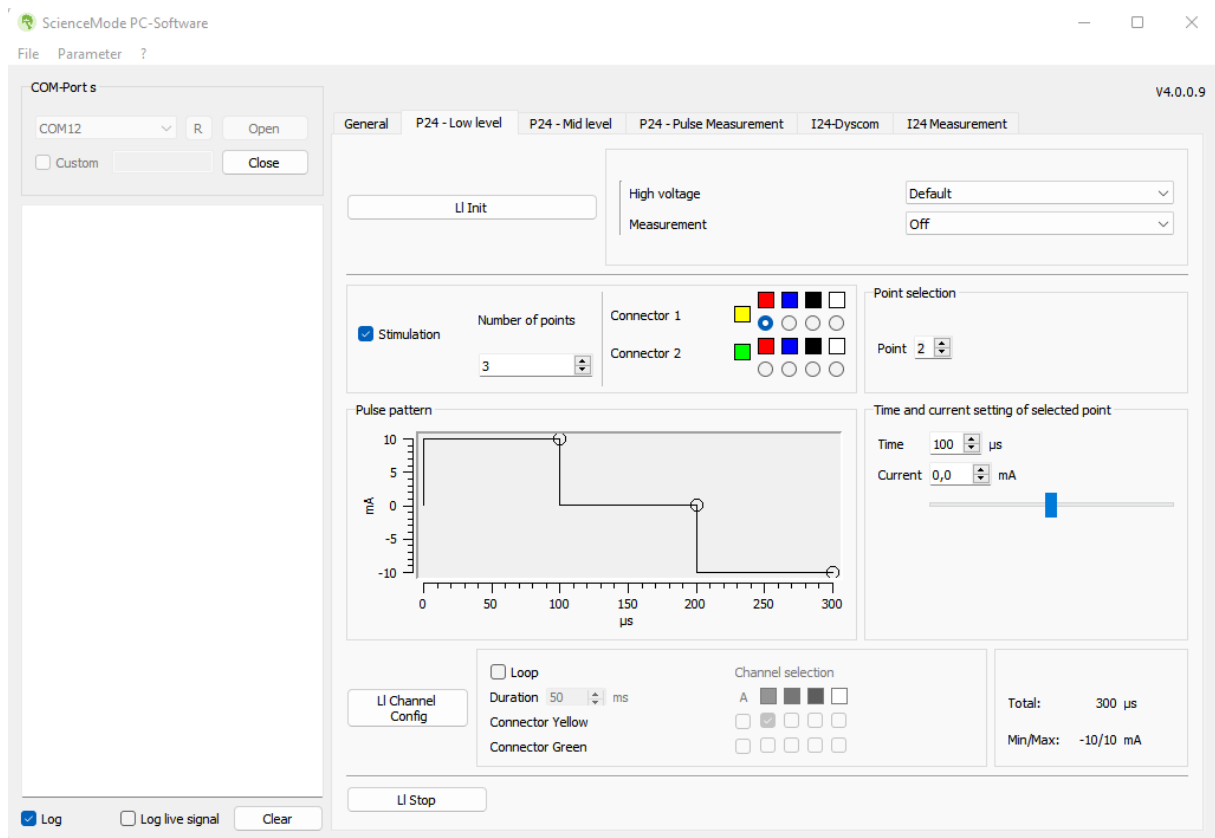 ScienceMode PC-Software
File Parameter ?
COM-Port s
V4.0.0.9
COM12 R Open
Custom Close
General P24 - Low level P24 - Mid level P24 - Pulse Measurement I24-Dyscom I24 Measurement
Ll Init
High voltage Default
Measurement Off
Stimulation
Number of points
3
Connector 1
Connector 2
Point selection
Point 2
Pulse pattern
10
5
0
-5
-10
mA
0 50 100 150 200 250 300
µs
Time and current setting of selected point
Time 100 µs
Current 0,0 mA
Ll Channel
Config
Loop
Duration 50 ms
Connector Yellow
Connector Green
Channel selection
A
Total: 300 µs
Min/Max: -10/10 mA
Ll Stop
Log Log live signal Clear